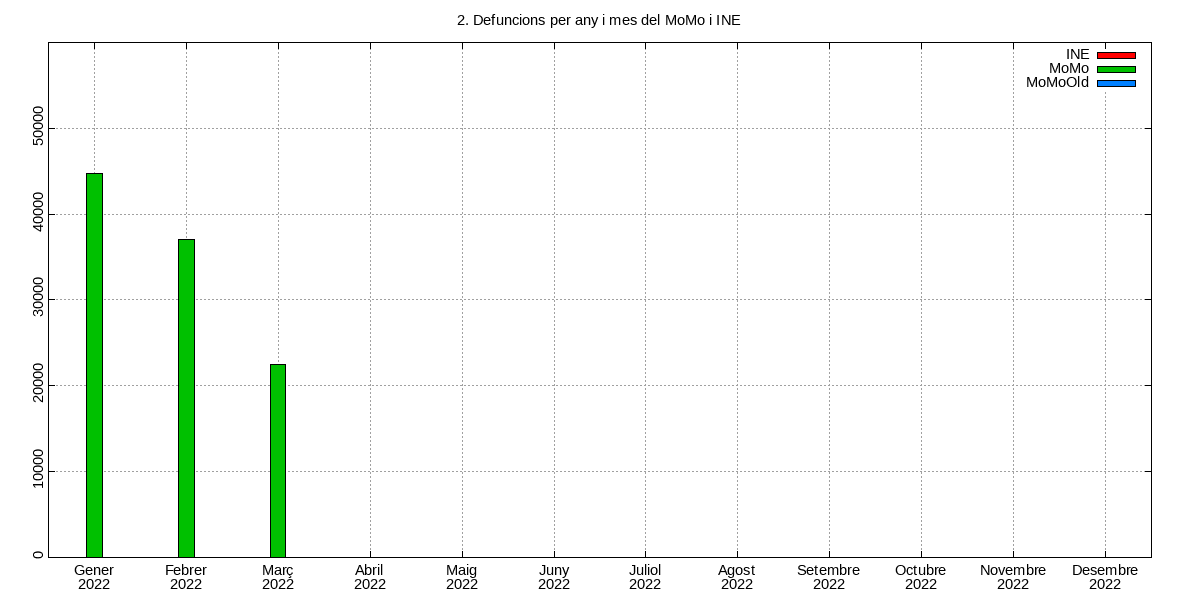 2. Defuncions per any i mes del MoMo i INE
INE
MoMo
MoMoOld
50000
40000
30000
20000
10000
0
Gener Febrer Març Abril Maig Juny Juliol Agost Setembre Octubre Novembre Desembre
2022 2022 2022 2022 2022 2022 2022 2022 2022 2022 2022 2022